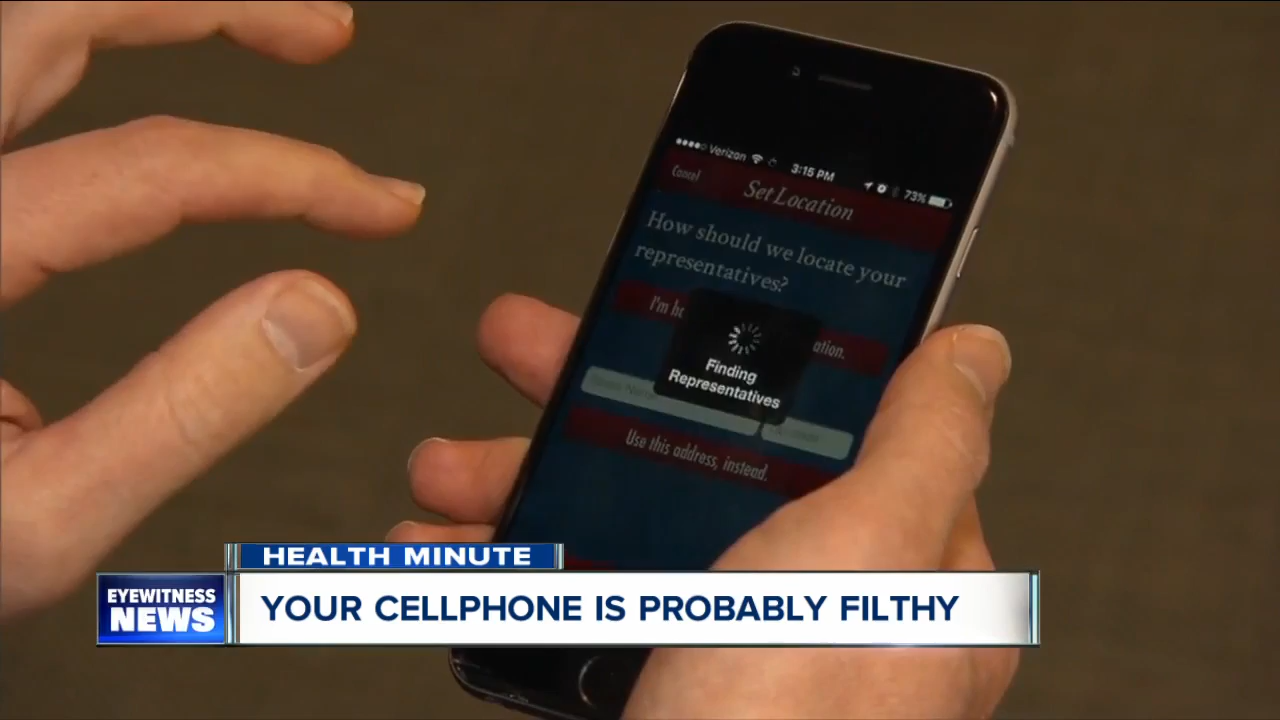 Verizon 3:15 PM 73%
Cancel Set Location
How should we locate your
representatives?
I'm
Finding
Representatives
Use this address, instead.
HEALTH MINUTE
EYEWITNESS
NEWS
YOUR CELLPHONE IS PROBABLY FILTHY